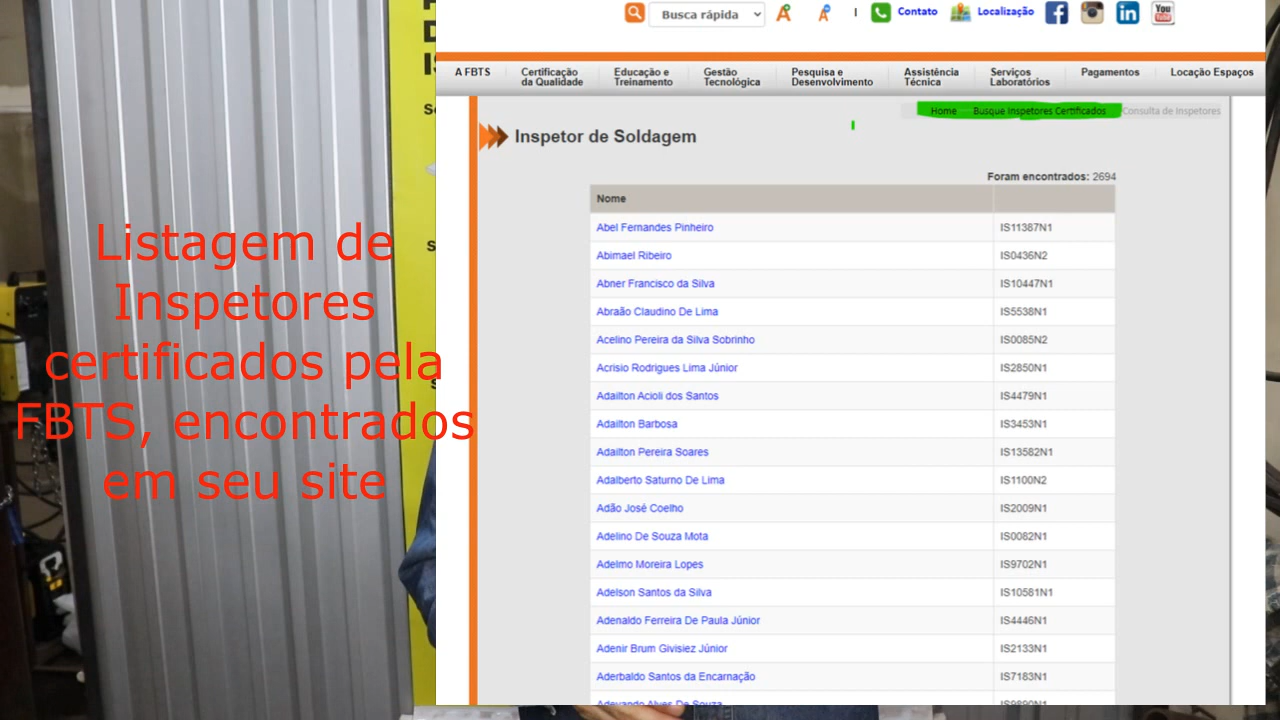 Busca rápida
A
A
|
Contato
Localização
You
Tube
A FBTS
Certificação
da Qualidade
Educação e
Treinamento
Gestão
Tecnológica
Pesquisa e
Desenvolvimento
Assistência
Técnica
Serviços
Laboratórios
Pagamentos
Locação Espaços
Home
Busque Inspetores Certificados
Consulta de Inspetores
Inspetor de Soldagem
Foram encontrados: 2694
Nome
Abel Fernandes Pinheiro IS11387N1
Abimael Ribeiro IS0436N2
Abner Francisco da Silva IS10447N1
Abraão Claudino De Lima IS5538N1
Acelino Pereira da Silva Sobrinho IS0085N2
Acrisio Rodrigues Lima Júnior IS2850N1
Adailton Acioli dos Santos IS4479N1
Adailton Barbosa IS3453N1
Adailton Pereira Soares IS13582N1
Adalberto Saturno De Lima IS1100N2
Adão José Coelho IS2009N1
Adelino De Souza Mota IS0082N1
Adelmo Moreira Lopes IS9702N1
Adelson Santos da Silva IS10581N1
Adenaldo Ferreira De Paula Júnior IS4446N1
Adenir Brum Givisiez Júnior IS2133N1
Aderbaldo Santos da Encarnação IS7183N1
Listagem de
Inspetores
certificados pela
FBTS, encontrados
em seu site